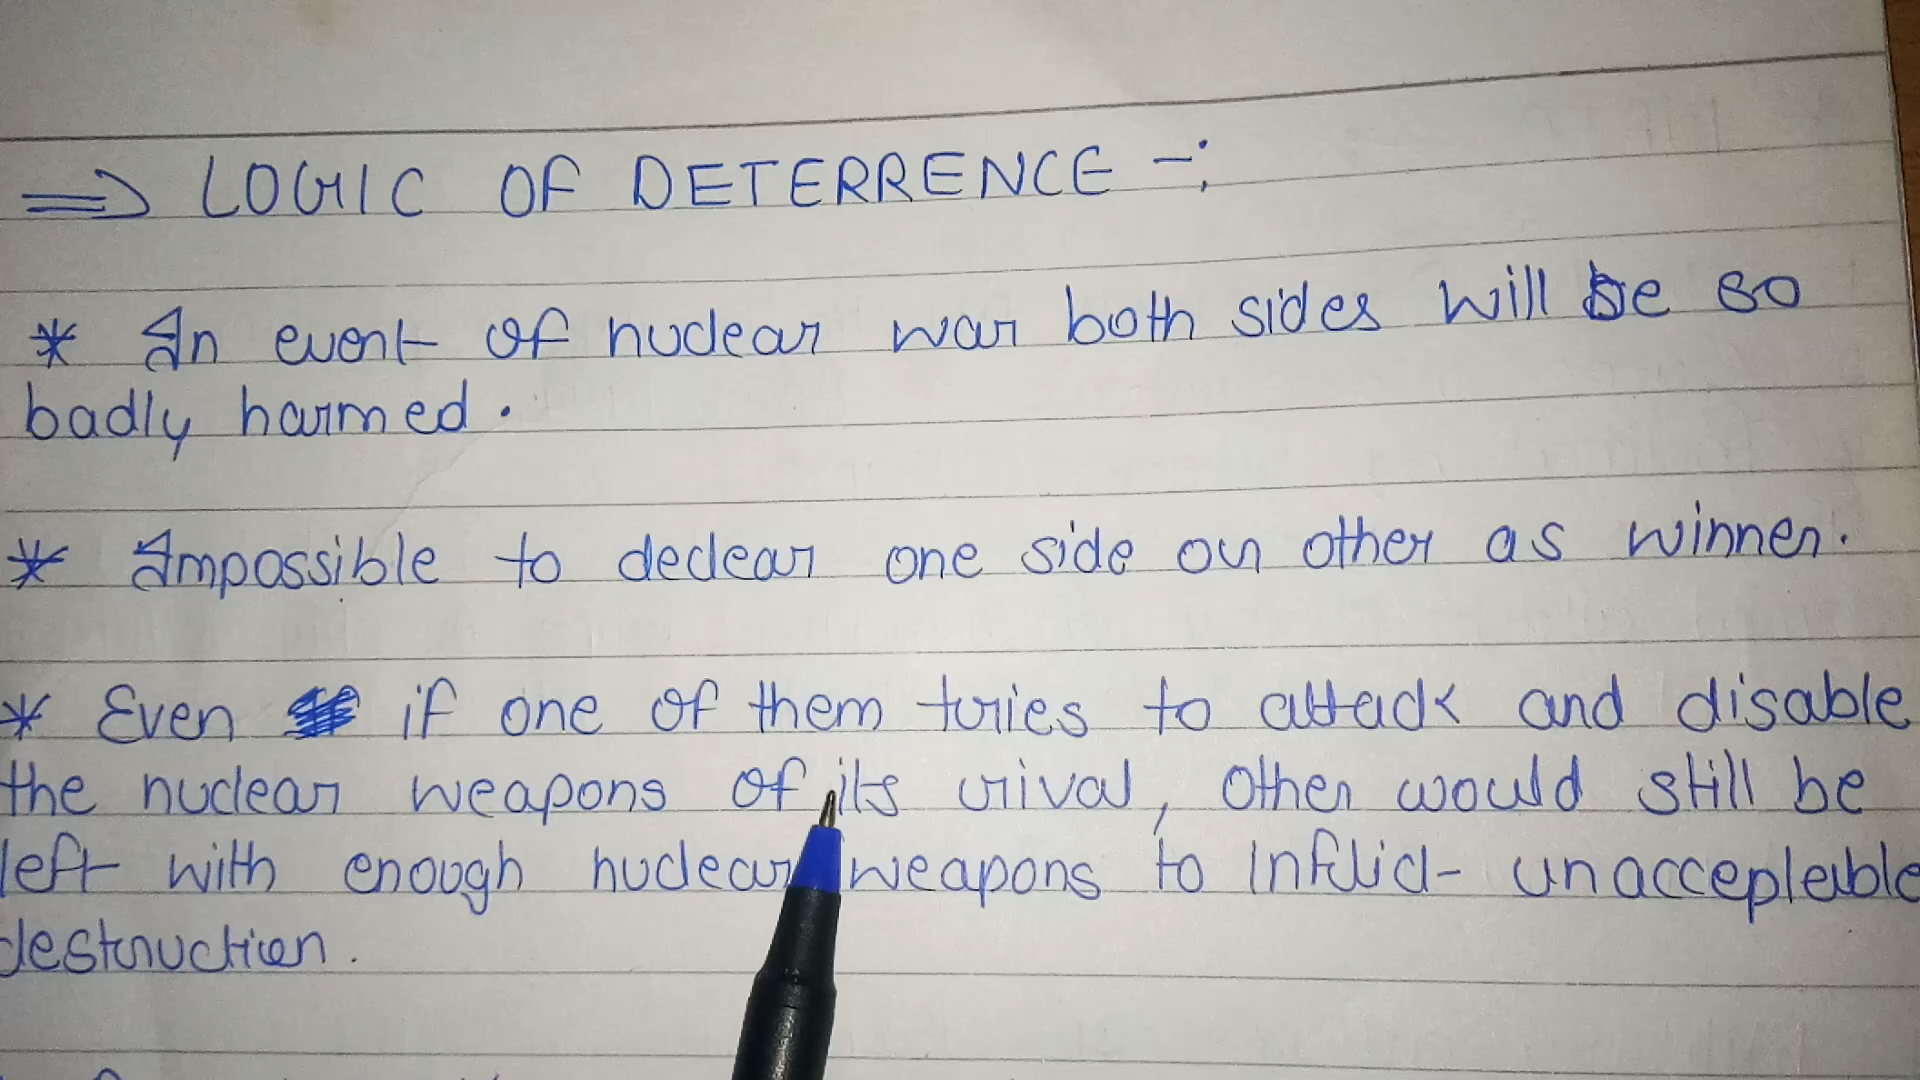 ⇒ LOGIC OF DETERRENCE -:
* In event of nuclear war both sides will be so
badly harmed.
* Impossible to declear one side or other as winner.
* Even if one of them tries to attack and disable
the nuclear weapons of its rival, other would still be
left with enough nuclear weapons to inflict unacceptable
destruction.